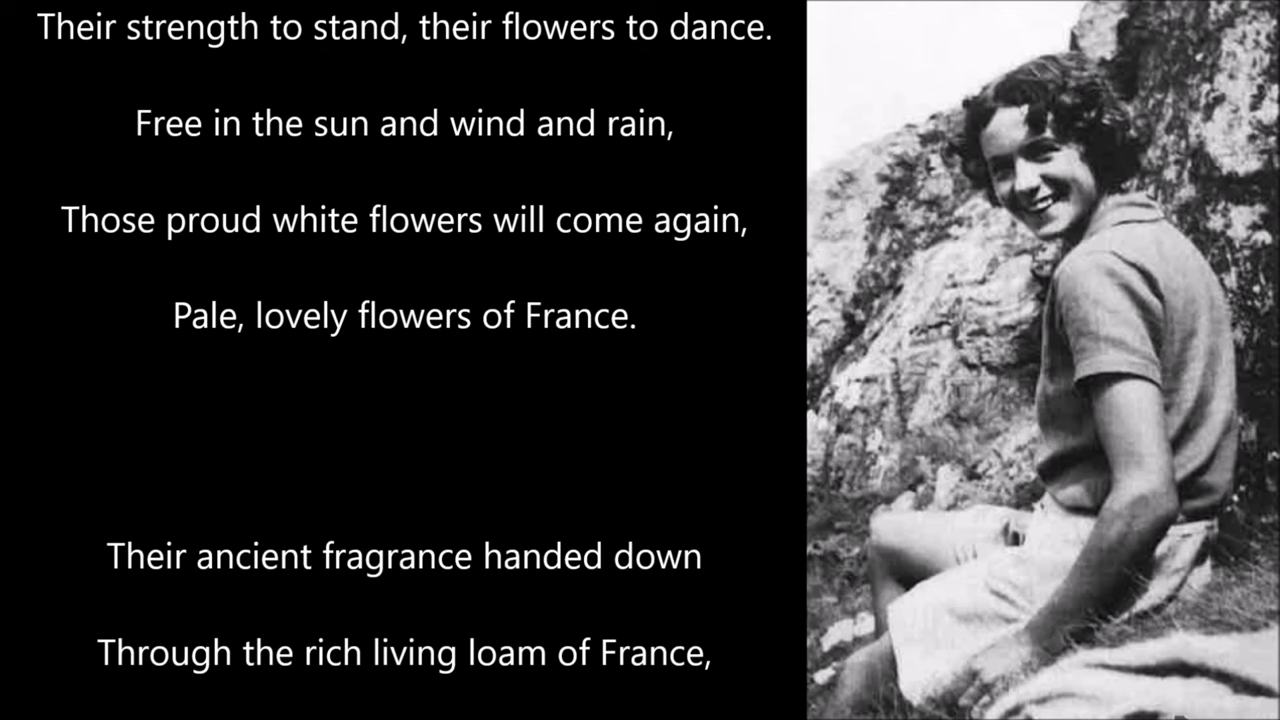 Their strength to stand, their flowers to dance.
Free in the sun and wind and rain,
Those proud white flowers will come again,
Pale, lovely flowers of France.
Their ancient fragrance handed down
Through the rich living loam of France,